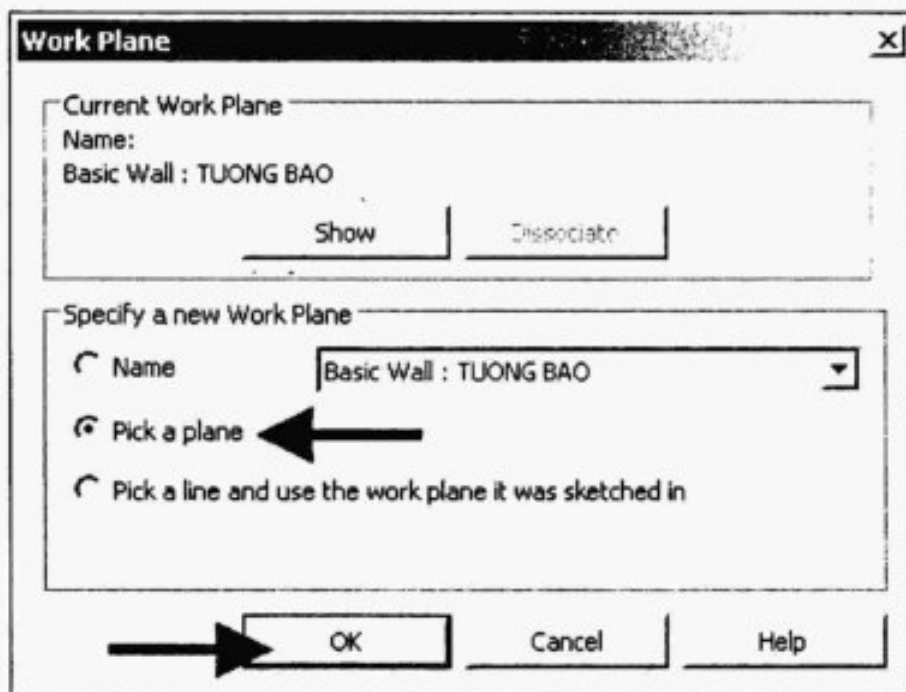 Work Plane
Current Work Plane
Name:
Basic Wall : TUONG BAO
Show Dissociate
Specify a new Work Plane
Name Basic Wall : TUONG BAO
Pick a plane
Pick a line and use the work plane it was sketched in
OK Cancel Help